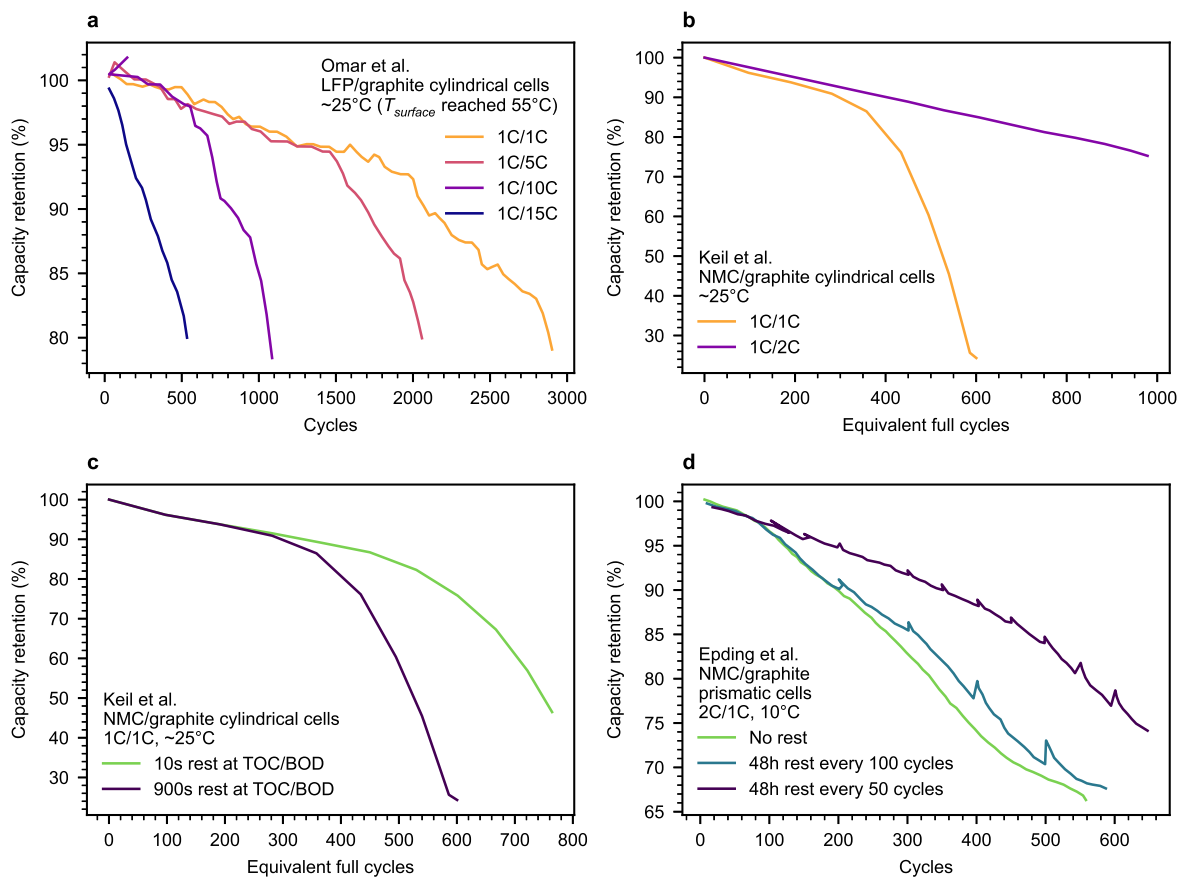 a
Capacity retention (%)
100
95
90
85
80
Omar et al.
LFP/graphite cylindrical cells
~25°C (Tsurface reached 55°C)
1C/1C
1C/5C
1C/10C
1C/15C
0 500 1000 1500 2000 2500 3000
Cycles
b
Capacity retention (%)
100
90
80
70
60
50
40
30
Keil et al.
NMC/graphite cylindrical cells
~25°C
1C/1C
1C/2C
0 200 400 600 800 1000
Equivalent full cycles
c
Capacity retention (%)
100
90
80
70
60
50
40
30
Keil et al.
NMC/graphite cylindrical cells
1C/1C, ~25°C
10s rest at TOC/BOD
900s rest at TOC/BOD
0 100 200 300 400 500 600 700 800
Equivalent full cycles
d
Capacity retention (%)
100
95
90
85
80
75
70
65
Epding et al.
NMC/graphite
prismatic cells
2C/1C, 10°C
No rest
48h rest every 100 cycles
48h rest every 50 cycles
0 100 200 300 400 500 600
Cycles